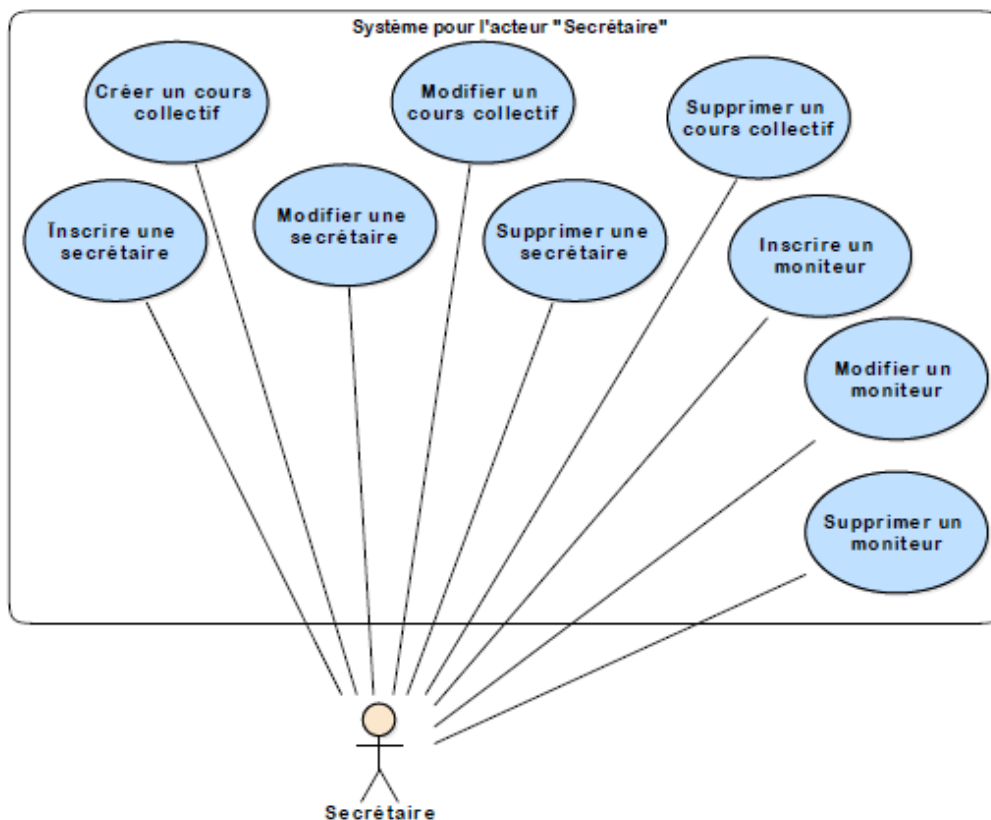 Système pour l'acteur "Secrétaire"
Créer un cours
collectif
Modifier un
cours collectif
Supprimer un
cours collectif
Ïnscrire une
secrétaire
Modifier une
secrétaire
Supprimer une
secrétaire
Inscrire un
moniteur
Modifier un
moniteur
Supprimer un
moniteur
Secrétaire